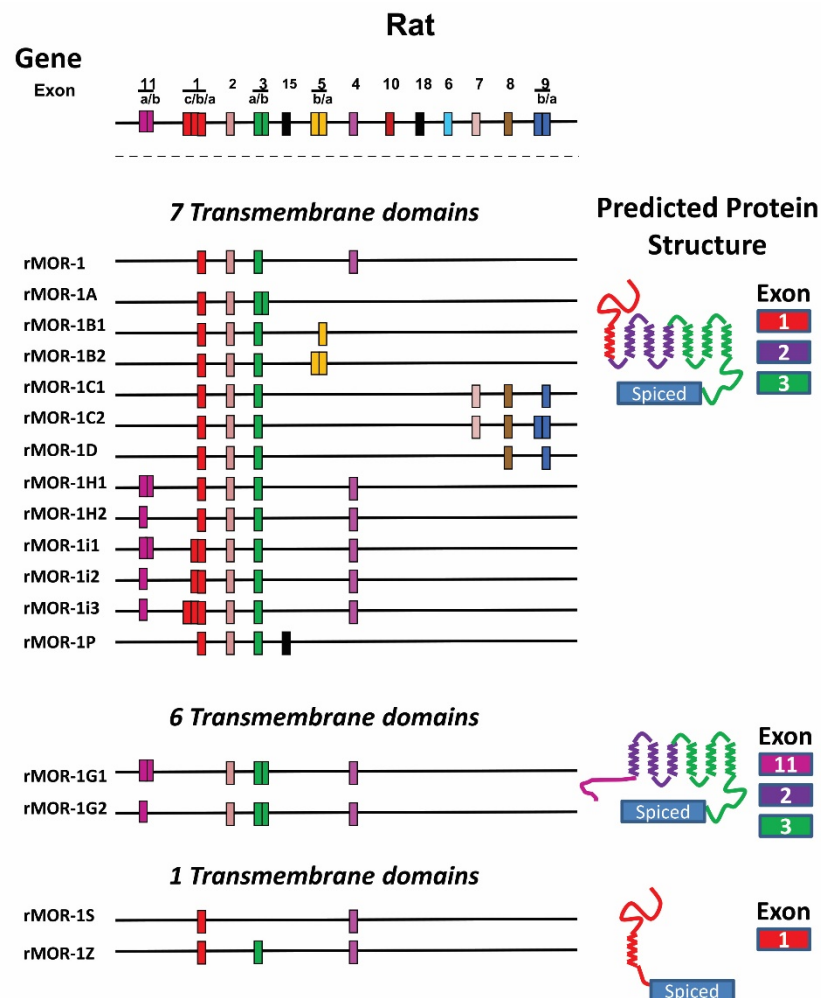 Rat
Gene
Exon
11 1 2 3 15 5 4 10 18 6 7 8 9
a/b c/b/a a/b b/a b/a
7 Transmembrane domains
Predicted Protein
Structure
rMOR-1
rMOR-1A
rMOR-1B1
rMOR-1B2
rMOR-1C1
rMOR-1C2
rMOR-1D
rMOR-1H1
rMOR-1H2
rMOR-1i1
rMOR-1i2
rMOR-1i3
rMOR-1P
Exon
1
2
3
Spiced
6 Transmembrane domains
rMOR-1G1
rMOR-1G2
Exon
11
2
3
Spiced
1 Transmembrane domains
rMOR-1S
rMOR-1Z
Exon
1
Spiced